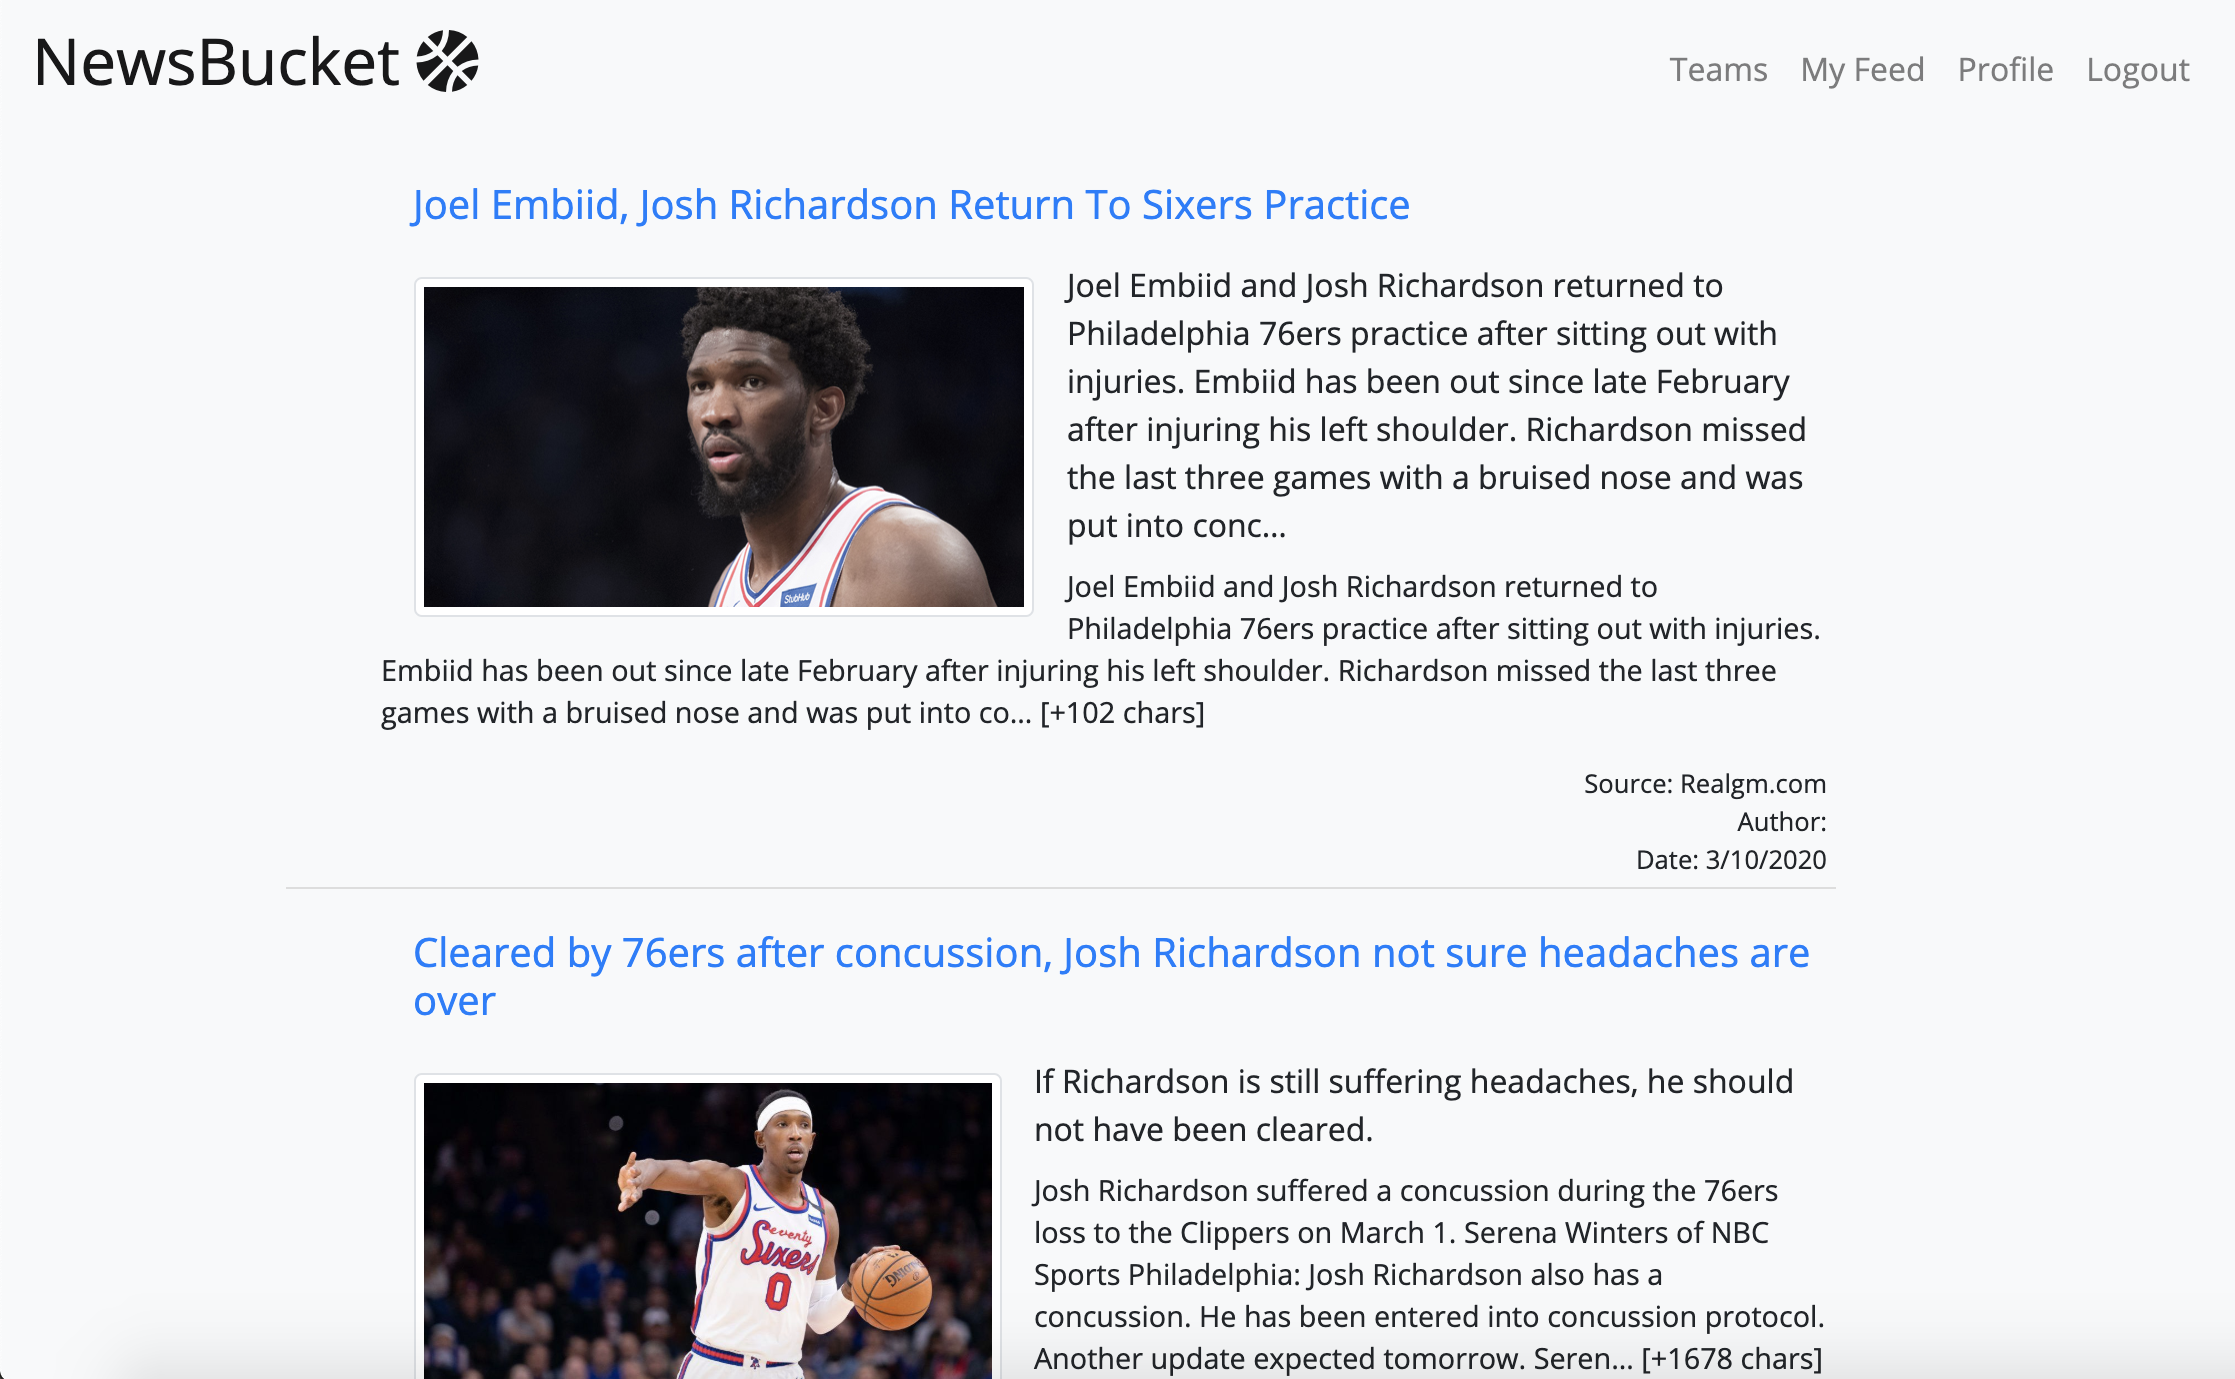 NewsBucket
Teams My Feed Profile Logout
Joel Embiid, Josh Richardson Return To Sixers Practice
Joel Embiid and Josh Richardson returned to
Philadelphia 76ers practice after sitting out with
injuries. Embiid has been out since late February
after injuring his left shoulder. Richardson missed
the last three games with a bruised nose and was
put into conc...
StubHub
Joel Embiid and Josh Richardson returned to
Philadelphia 76ers practice after sitting out with injuries.
Embiid has been out since late February after injuring his left shoulder. Richardson missed the last three
games with a bruised nose and was put into co... [+102 chars]
Source: Realgm.com
Author:
Date: 3/10/2020
Cleared by 76ers after concussion, Josh Richardson not sure headaches are
over
If Richardson is still suffering headaches, he should
not have been cleared.
Seventy
Sixers
0
Josh Richardson suffered a concussion during the 76ers
loss to the Clippers on March 1. Serena Winters of NBC
Sports Philadelphia: Josh Richardson also has a
concussion. He has been entered into concussion protocol.
Another update expected tomorrow. Seren... [+1678 chars]